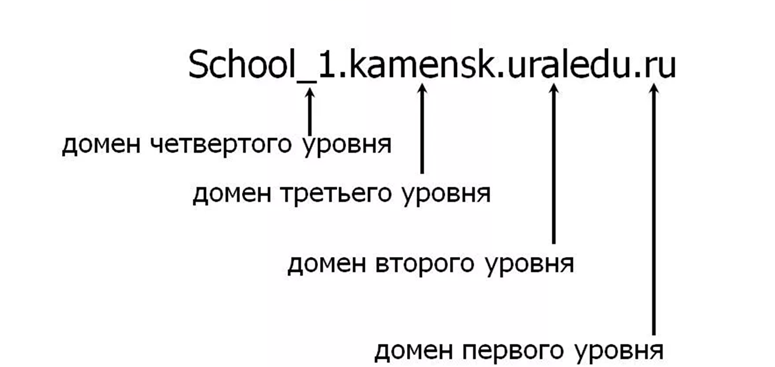 School_1.kamensk.uraledu.ru
домен четвертого уровня
домен третьего уровня
домен второго уровня
домен первого уровня